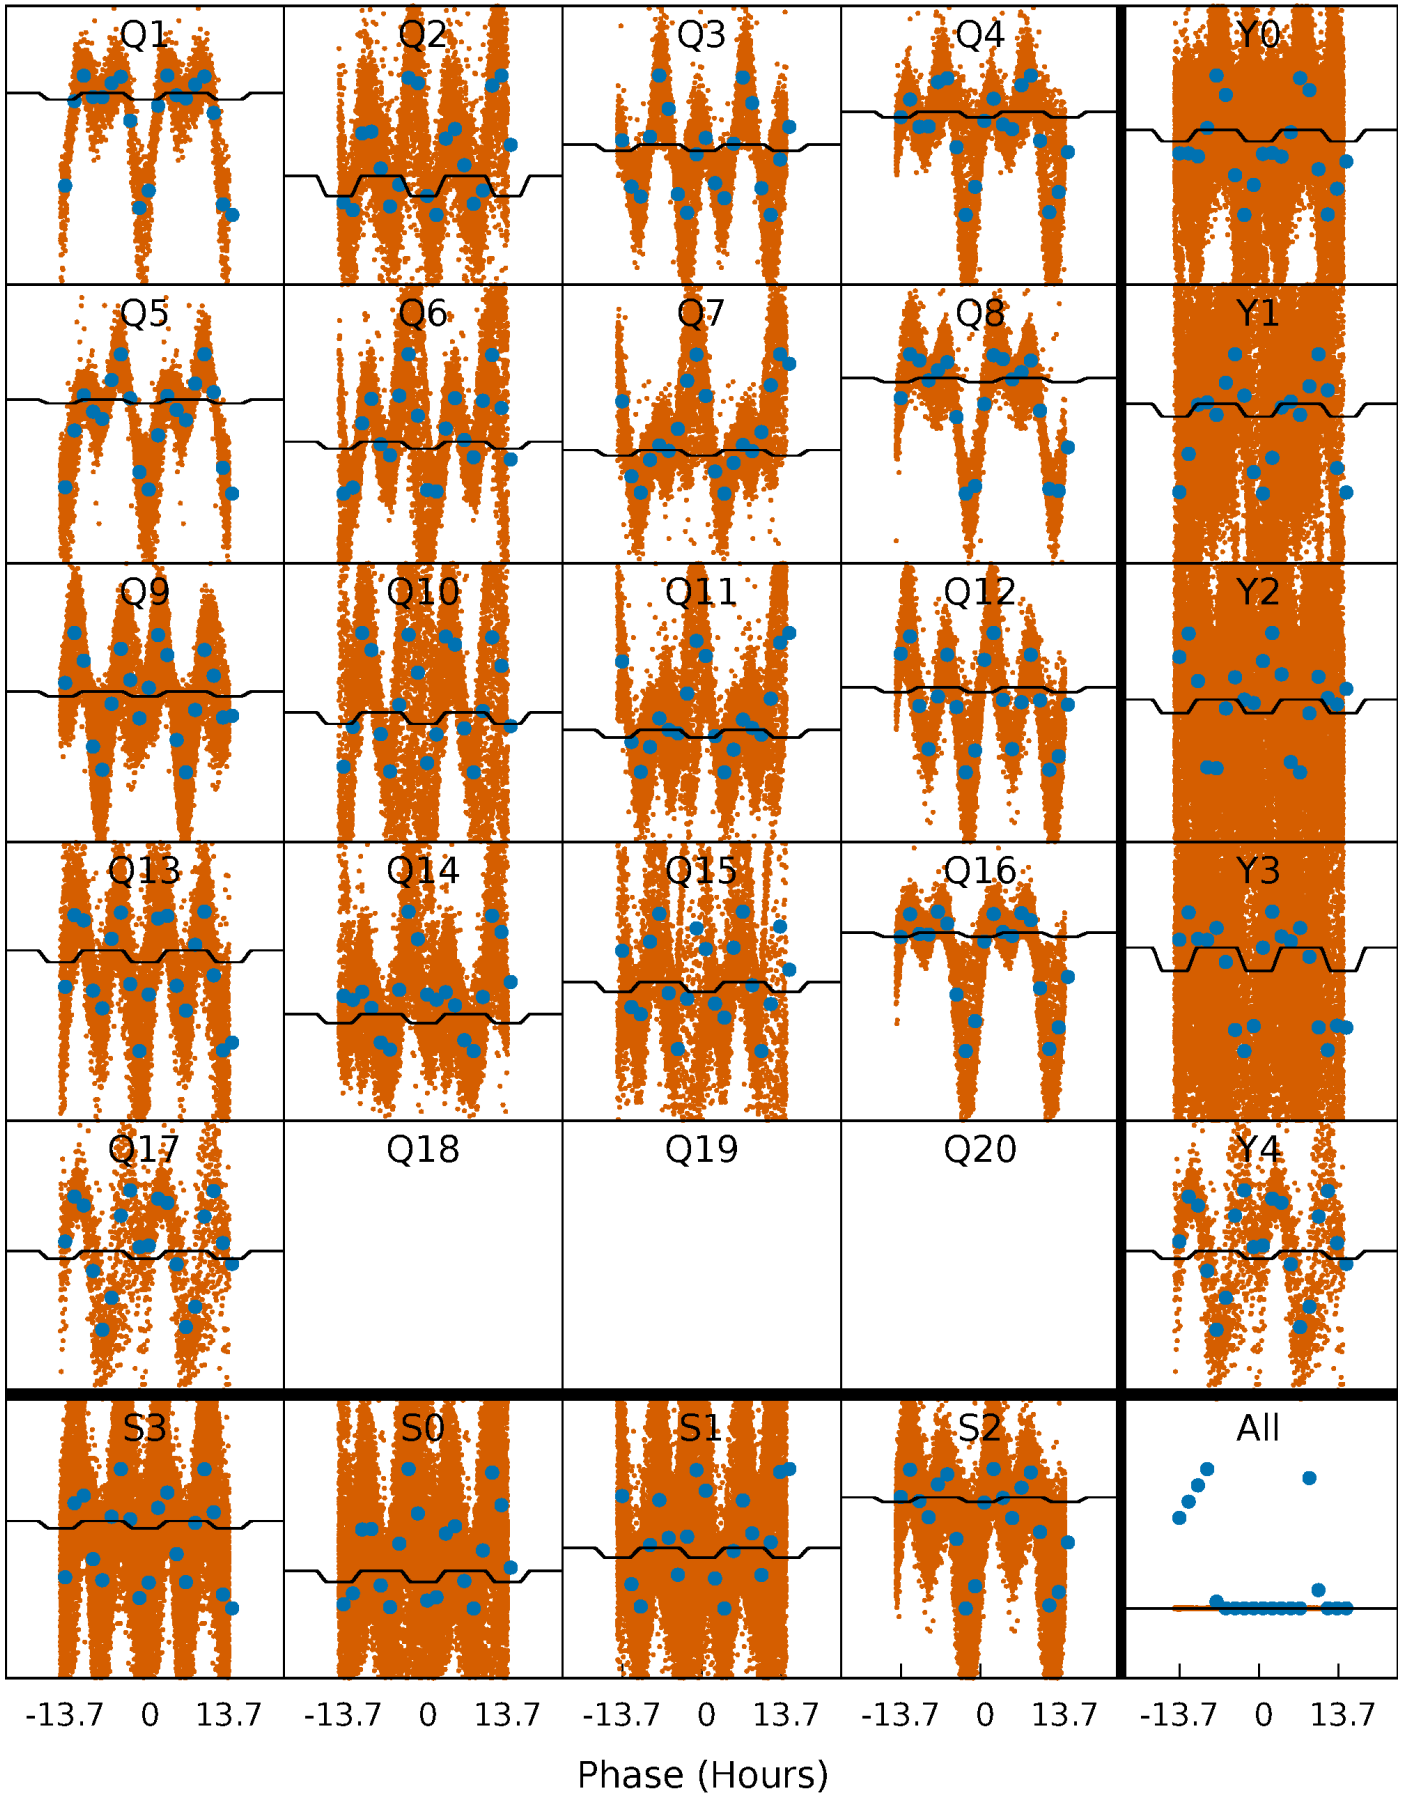 Q1 Q2 Q3 Q4 Y0
Q5 Q6 Q7 Q8 Y1
Q9 Q10 Q11 Q12 Y2
Q13 Q14 Q15 Q16 Y3
Q17 Q18 Q19 Q20 Y4
S3 S0 S1 S2 All
-13.7 0 13.7 -13.7 0 13.7 -13.7 0 13.7 -13.7 0 13.7 -13.7 0 13.7
Phase (Hours)